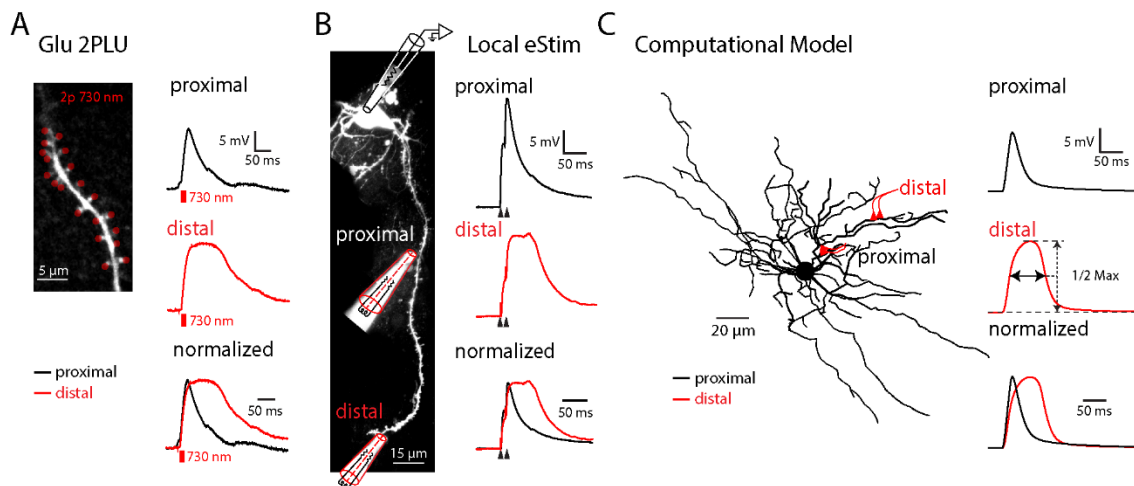 A
Glu 2PLU
2p 730 nm
5 µm
proximal
5 mV
50 ms
730 nm
distal
730 nm
normalized
proximal
distal
50 ms
730 nm
B
Local eStim
proximal
distal
15 µm
proximal
5 mV
50 ms
distal
normalized
50 ms
C
Computational Model
distal
proximal
20 µm
proximal
distal
proximal
5 mV
50 ms
distal
1/2 Max
normalized
50 ms